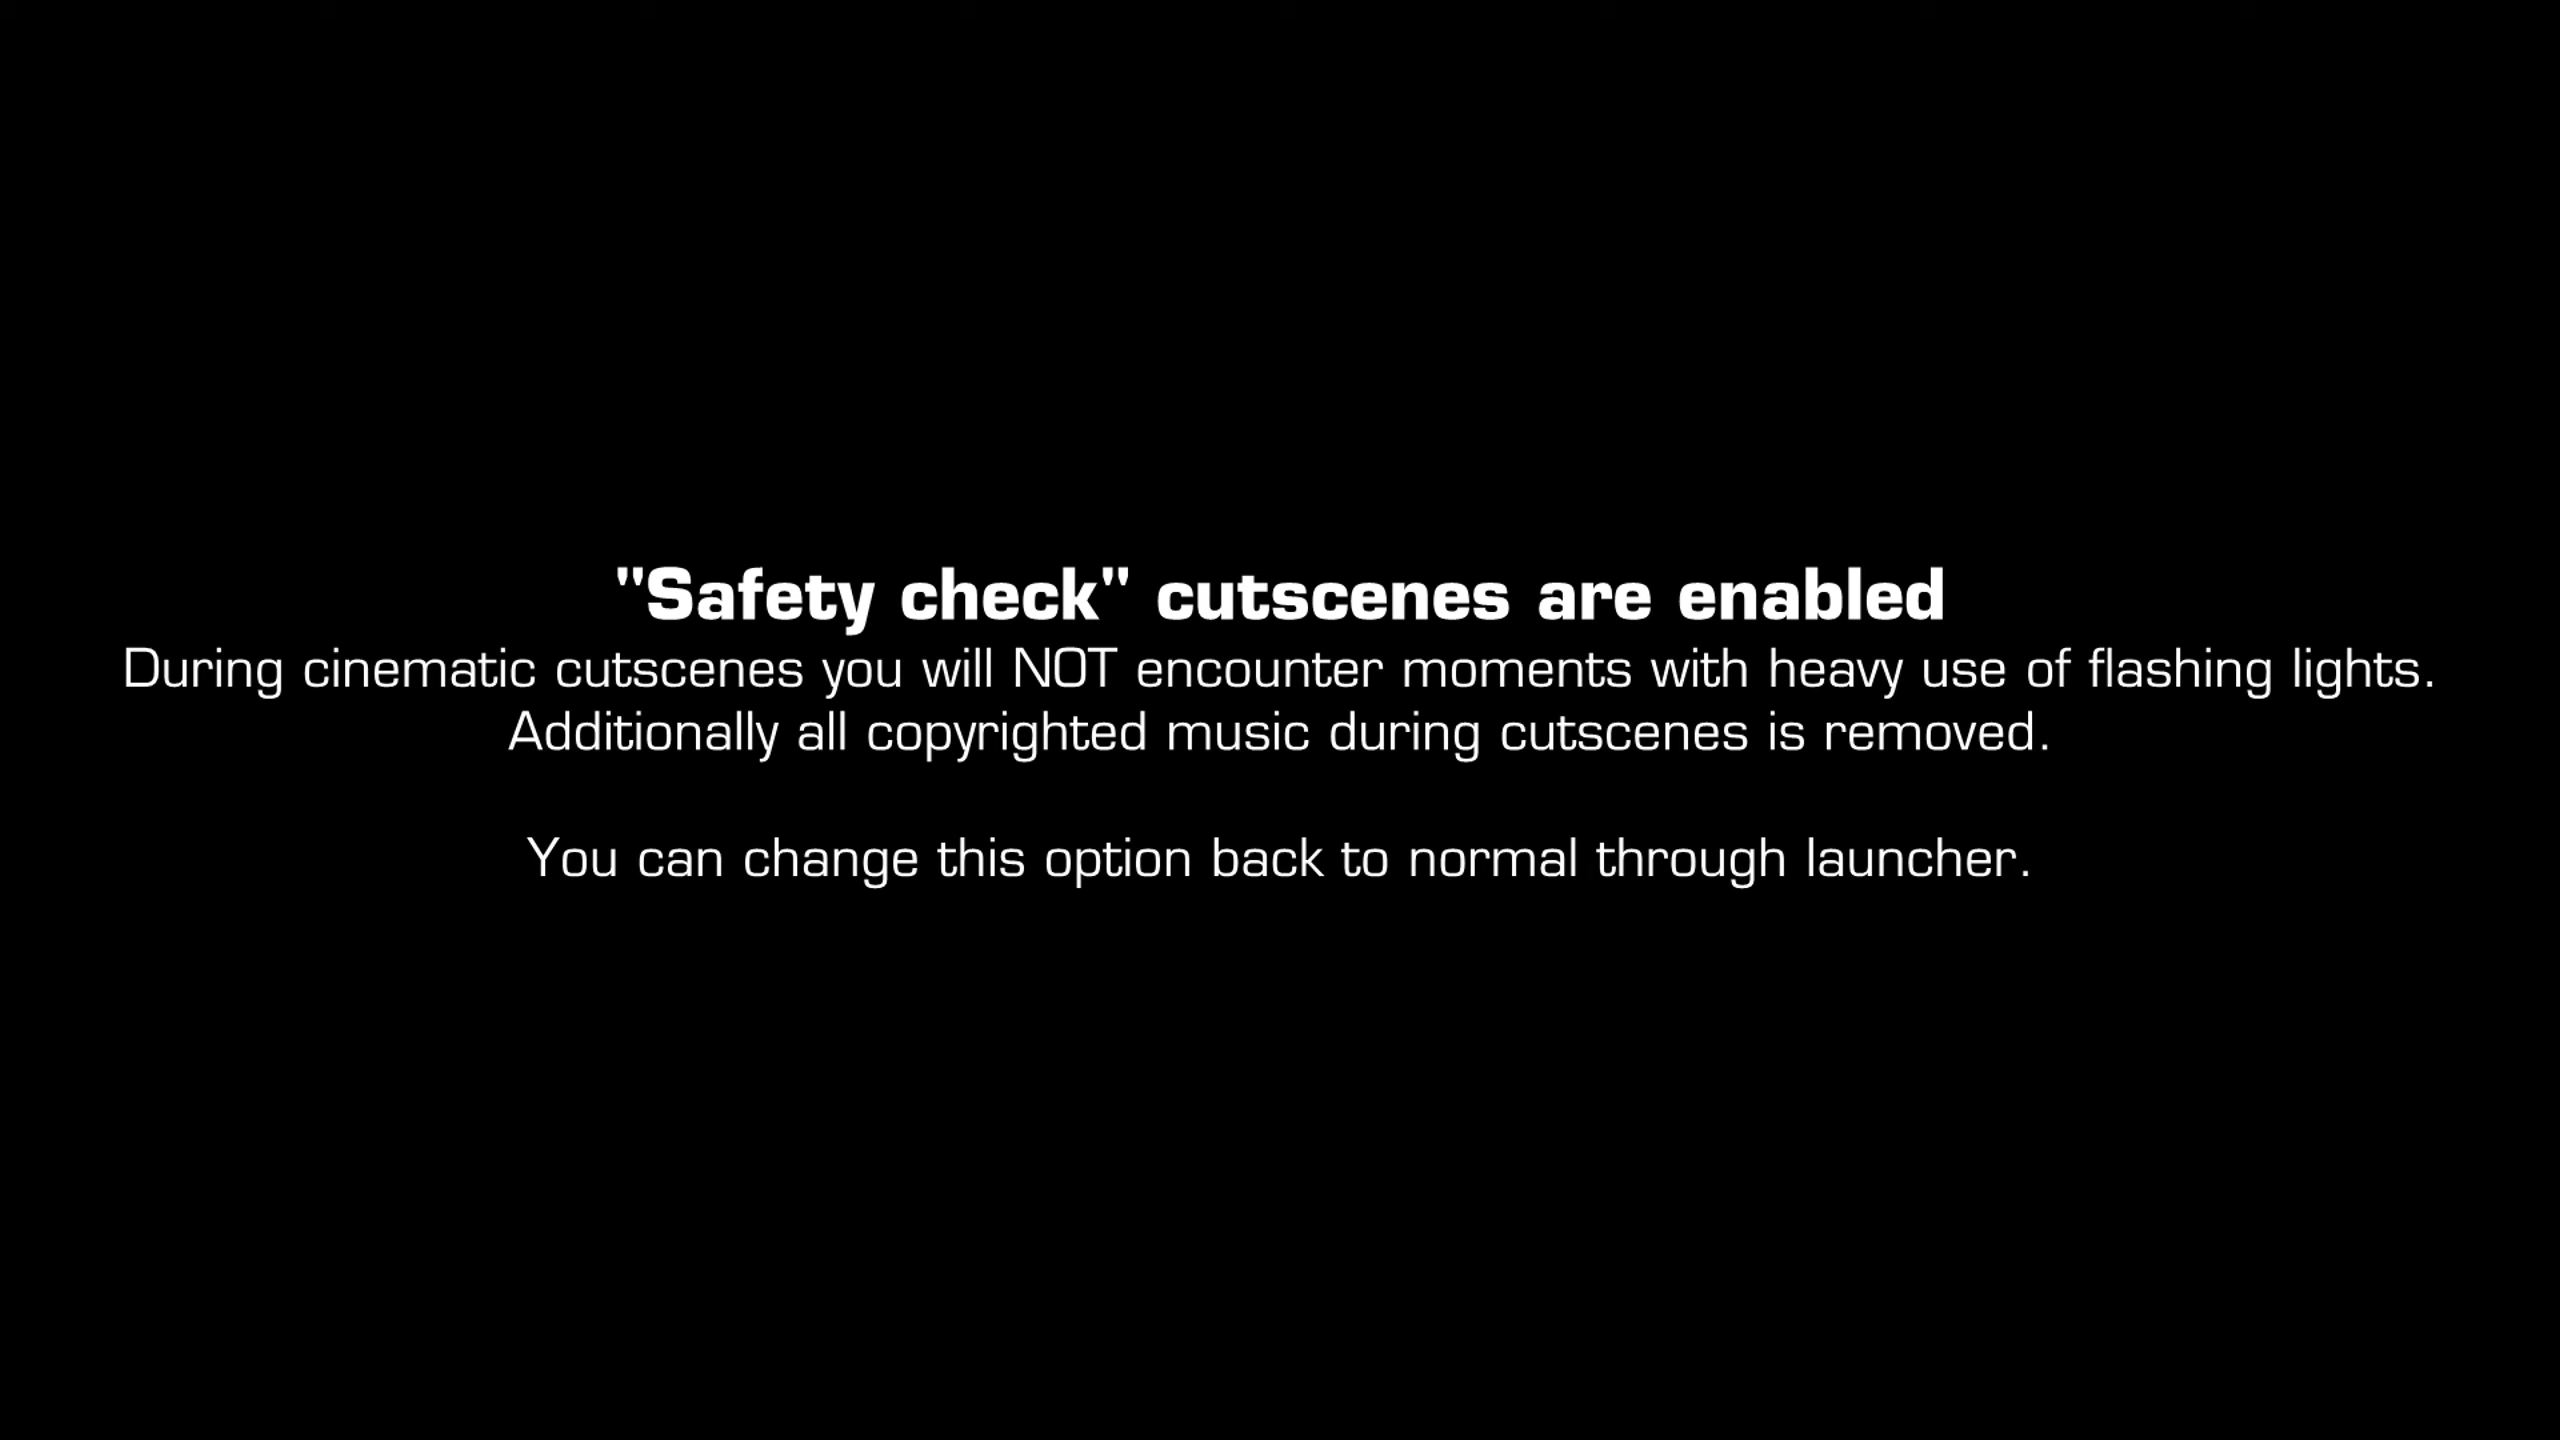 "Safety check" cutscenes are enabled
During cinematic cutscenes you will NOT encounter moments with heavy use of flashing lights.
Additionally all copyrighted music during cutscenes is removed.
You can change this option back to normal through launcher.